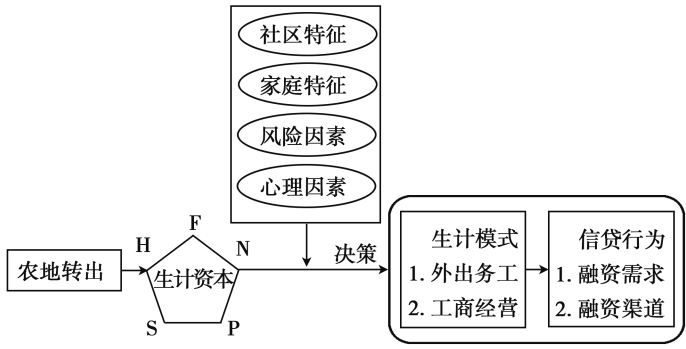 社区特征
家庭特征
风险因素
心理因素
F
H
N
决策
农地转出
生计资本
S
P
生计模式
1. 外出务工
2. 工商经营
信贷行为
1. 融资需求
2. 融资渠道